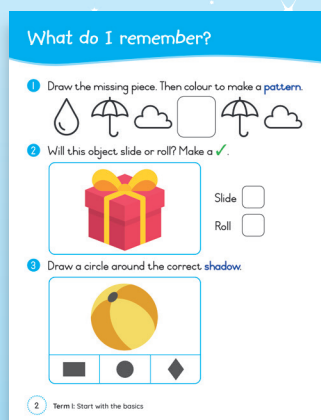 What do I remember?
1 Draw the missing piece. Then colour to make a pattern.
2 Will this object slide or roll? Make a ✓.
Slide
Roll
3 Draw a circle around the correct shadow.
2 Term 1: Start with the basics